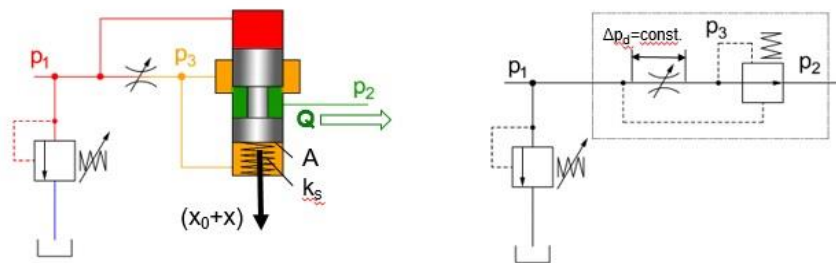 p1
p3
p2
Q
A
ks
(x0+x)
Δpd=const.
p3
p1
p2